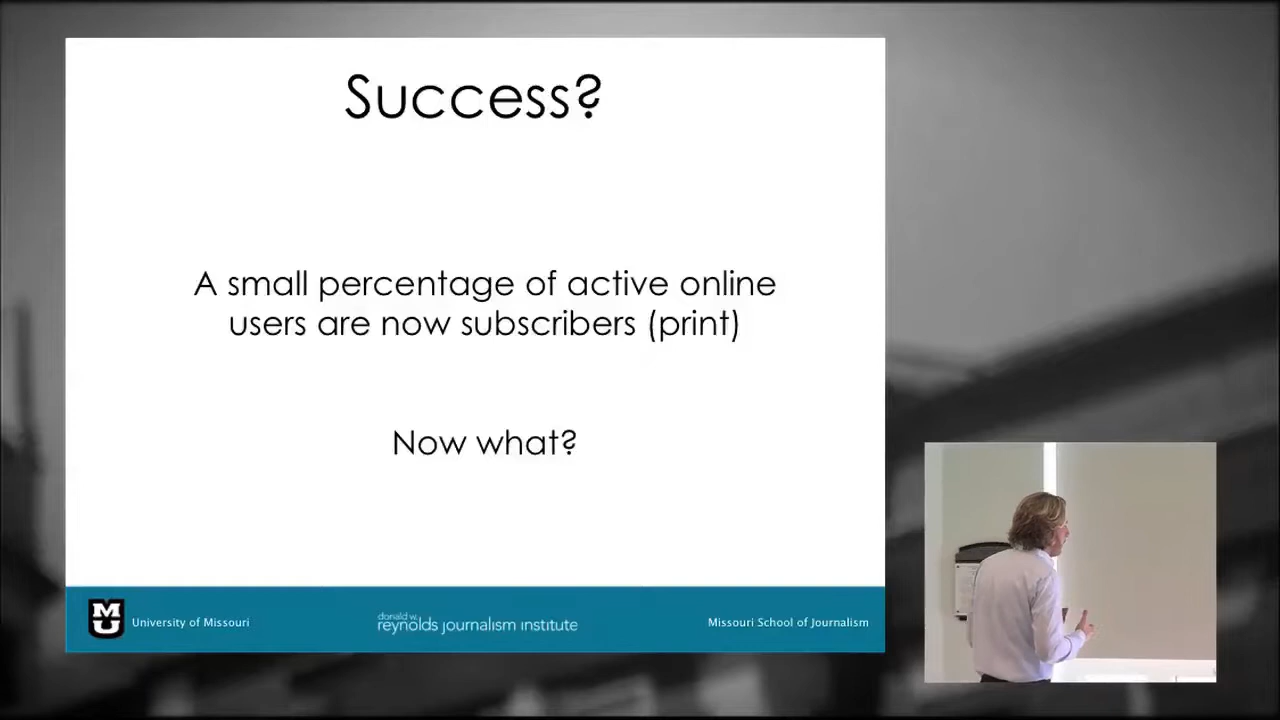 Success?
A small percentage of active online
users are now subscribers (print)
Now what?
MU
University of Missouri
donald w.
reynolds journalism institute
Missouri School of Journalism